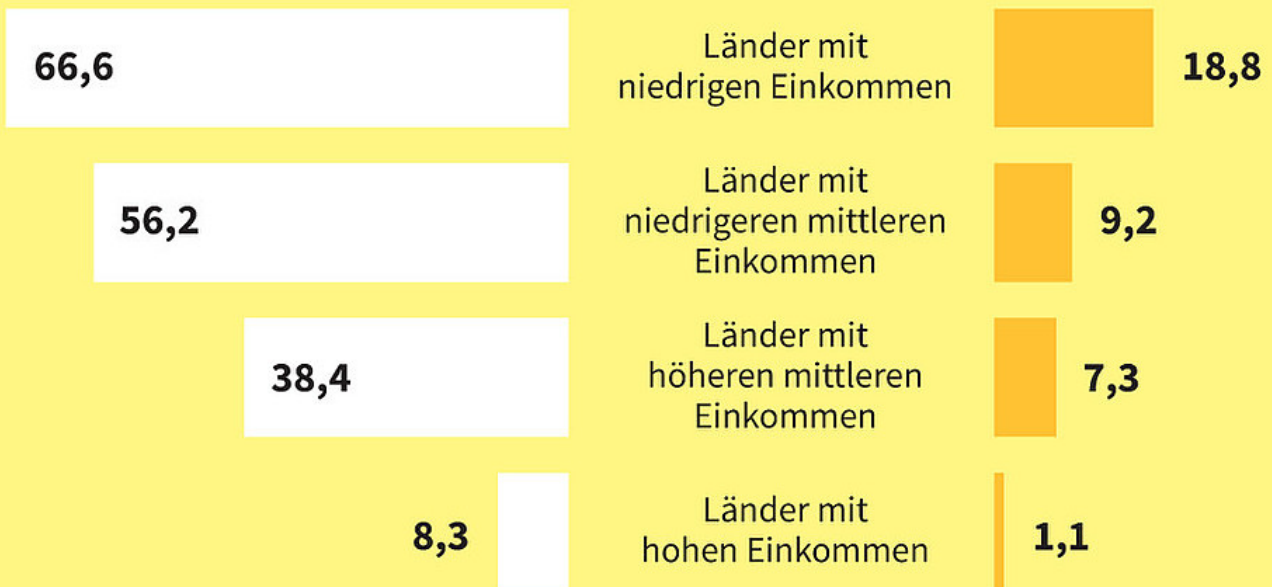 66,6
Länder mit
niedrigen Einkommen
18,8
56,2
Länder mit
niedrigeren mittleren
Einkommen
9,2
38,4
Länder mit
höheren mittleren
Einkommen
7,3
8,3
Länder mit
hohen Einkommen
1,1